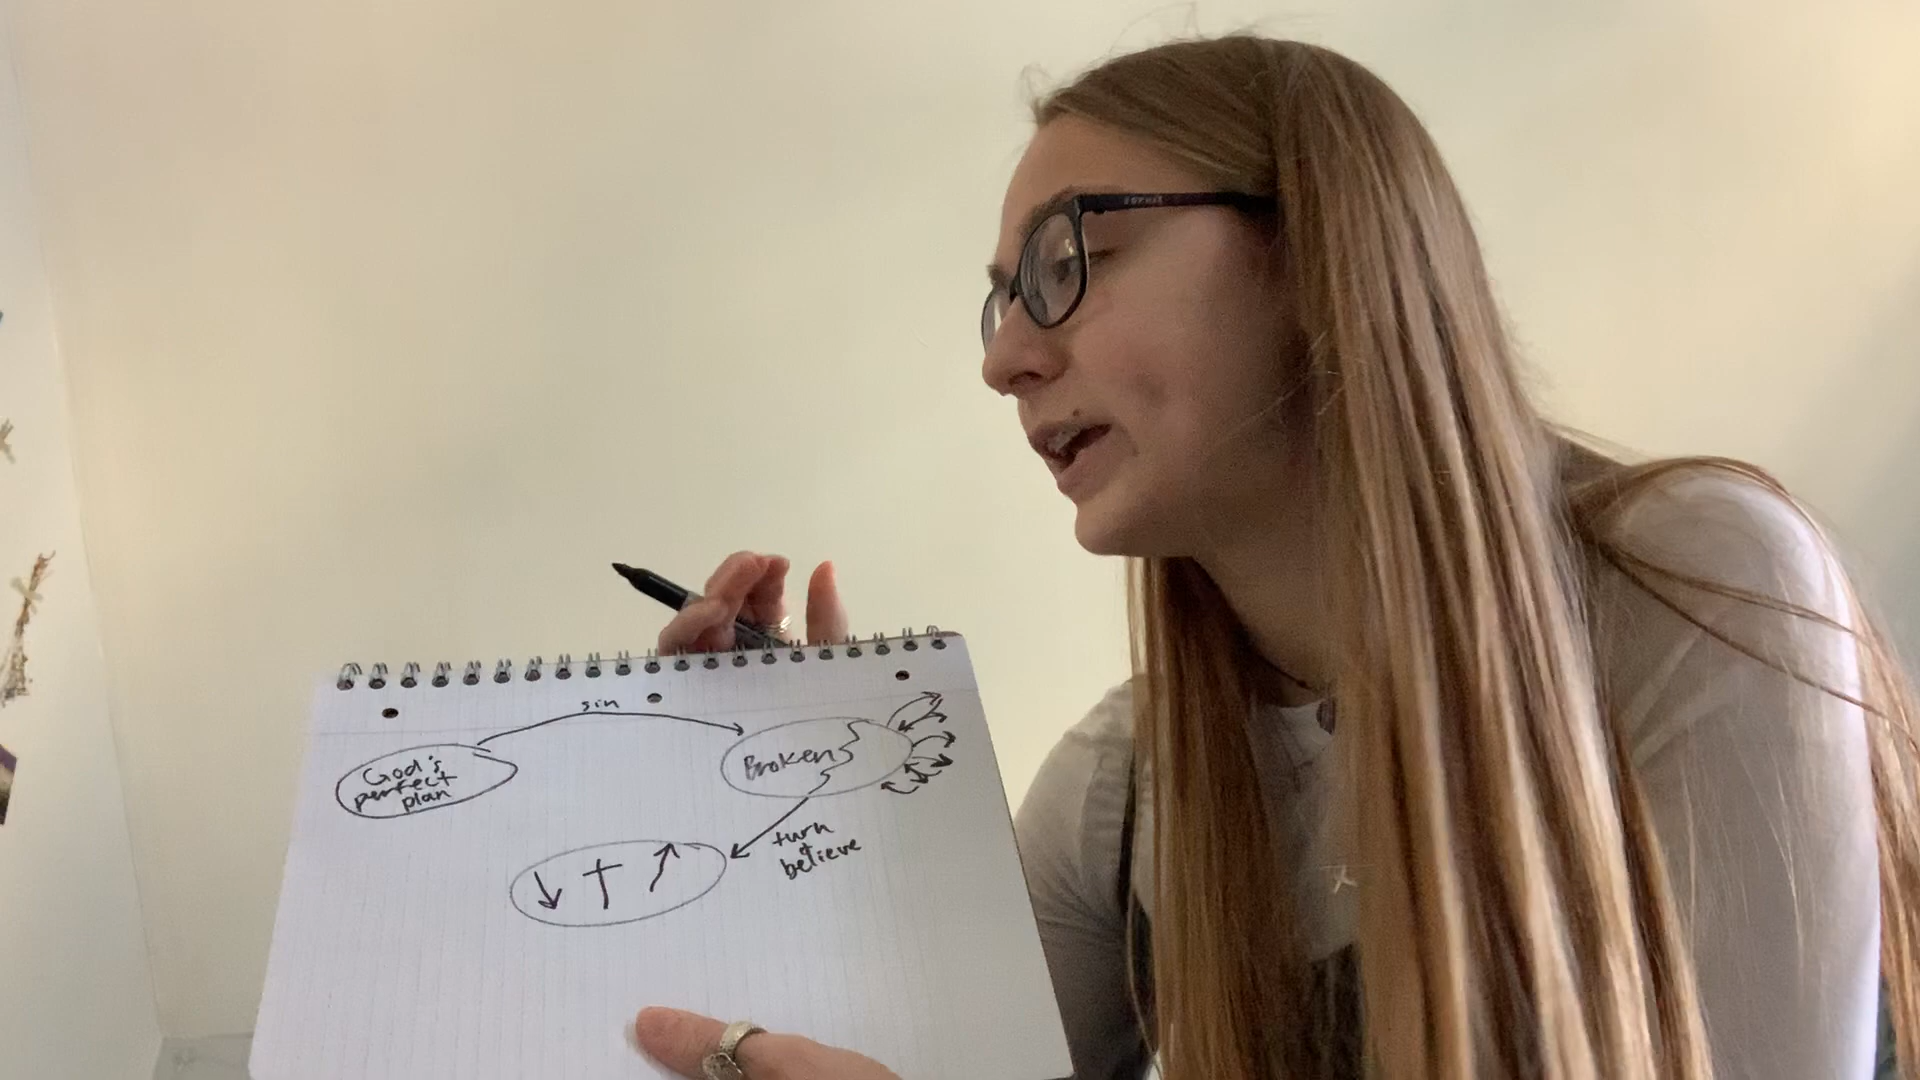 sin
God's
perfect
plan
Broken
turn
+
believe